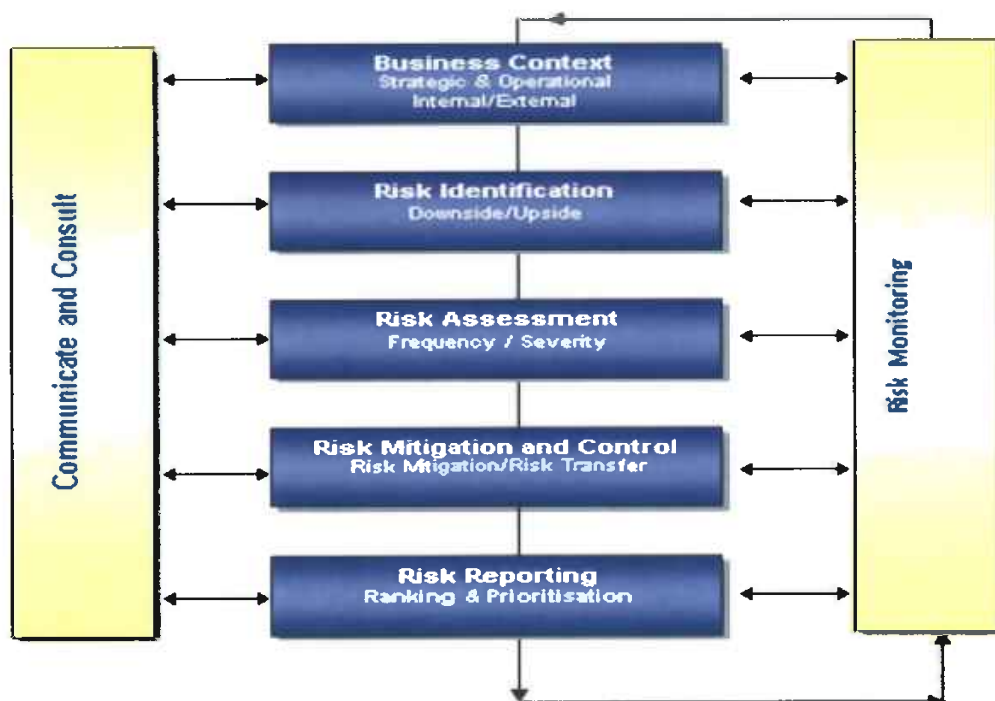 Business Context
Strategic & Operational
Internal/External
Risk Identification
Downside/Upside
Risk Assessment
Frequency / Severity
Risk Mitigation and Control
Risk Mitigation/Risk Transfer
Risk Reporting
Ranking & Prioritisation
Communicate and Consult
Risk Monitoring